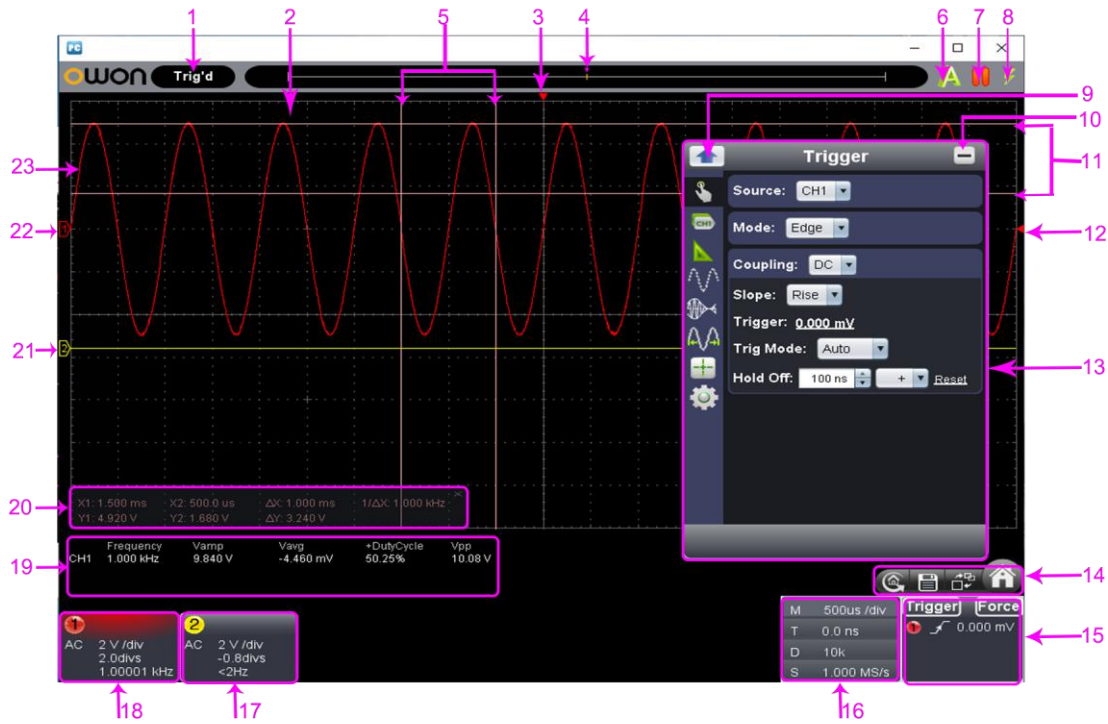 1 2 3 4 5 6 7 8
PC
OWON Trig'd A
9
10
11
12
13
14
15
16
17
18
19
20
21
22
23
Trigger
Source: CH1
CH1
Mode: Edge
Coupling: DC
Slope: Rise
Trigger: 0.000 mV
Trig Mode: Auto
Hold Off: 100 ns + Reset
1
2
X1: 1.500 ms X2: 500.0 us ΔX: 1.000 ms 1/ΔX: 1.000 kHz ×
Y1: 4.920 V Y2: 1.680 V ΔY: 3.240 V
Frequency Vamp Vavg +DutyCycle Vpp
CH1 1.000 kHz 9.840 V -4.460 mV 50.25% 10.08 V
1
AC 2 V /div
2.0divs
1.00001 kHz
2
AC 2 V /div
-0.8divs
<2Hz
M 500us /div
T 0.0 ns
D 10k
S 1.000 MS/s
Trigger Force
1 0.000 mV